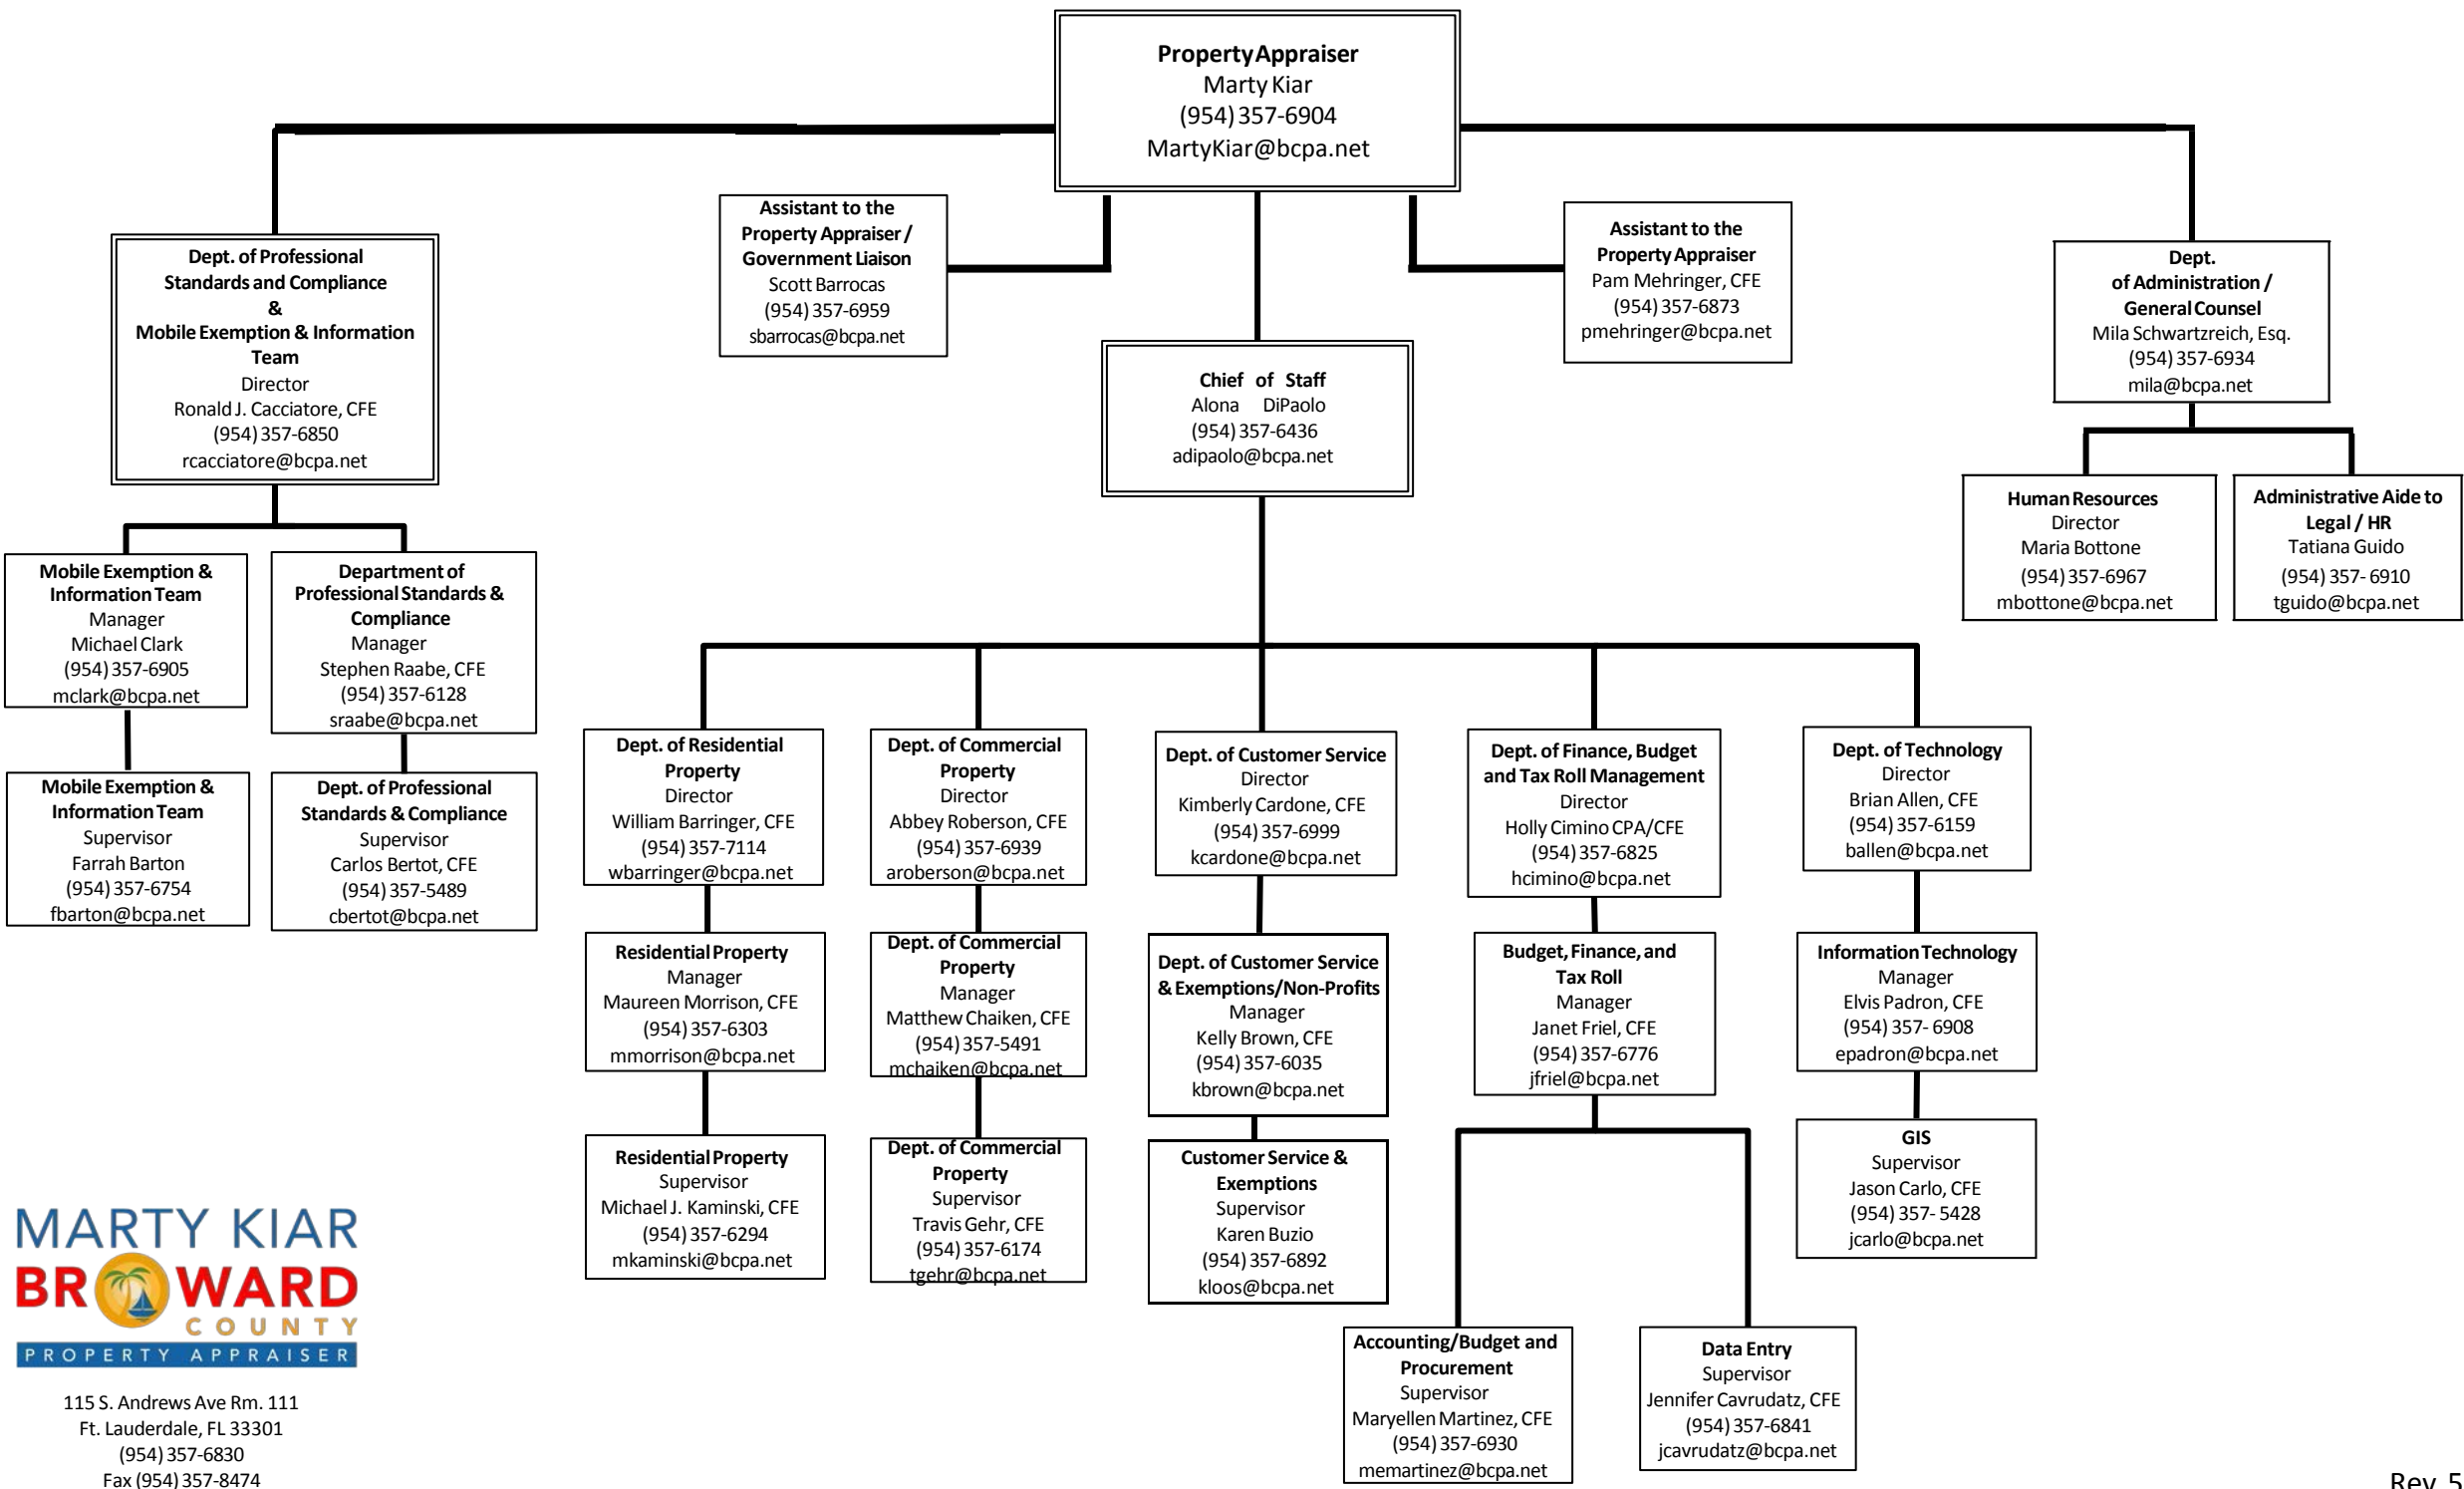 PropertyAppraiser
Marty Kiar
(954) 357-6904
MartyKiar@bcpa.net
Dept. of Professional
Standards and Compliance
&
Mobile Exemption & Information
Team
Director
Ronald J. Cacciatore, CFE
(954) 357-6850
rcacciatore@bcpa.net
Assistant to the
Property Appraiser /
Government Liaison
Scott Barrocas
(954) 357-6959
sbarrocas@bcpa.net
Assistant to the
Property Appraiser
Pam Mehringer, CFE
(954) 357-6873
pmehringer@bcpa.net
Dept.
of Administration /
General Counsel
Mila Schwartzreich, Esq.
(954) 357-6934
mila@bcpa.net
Chief of Staff
Alona DiPaolo
(954) 357-6436
adipaolo@bcpa.net
Human Resources
Director
Maria Bottone
(954) 357-6967
mbottone@bcpa.net
Administrative Aide to
Legal / HR
Tatiana Guido
(954) 357- 6910
tguido@bcpa.net
Mobile Exemption &
Information Team
Manager
Michael Clark
(954) 357-6905
mclark@bcpa.net
Department of
Professional Standards &
Compliance
Manager
Stephen Raabe, CFE
(954) 357-6128
sraabe@bcpa.net
Mobile Exemption &
Information Team
Supervisor
Farrah Barton
(954) 357-6754
fbarton@bcpa.net
Dept. of Professional
Standards & Compliance
Supervisor
Carlos Bertot, CFE
(954) 357-5489
cbertot@bcpa.net
Dept. of Residential
Property
Director
William Barringer, CFE
(954) 357-7114
wbarringer@bcpa.net
Dept. of Commercial
Property
Director
Abbey Roberson, CFE
(954) 357-6939
aroberson@bcpa.net
Dept. of Customer Service
Director
Kimberly Cardone, CFE
(954) 357-6999
kcardone@bcpa.net
Dept. of Finance, Budget
and Tax Roll Management
Director
Holly Cimino CPA/CFE
(954) 357-6825
hcimino@bcpa.net
Dept. of Technology
Director
Brian Allen, CFE
(954) 357-6159
ballen@bcpa.net
Residential Property
Manager
Maureen Morrison, CFE
(954) 357-6303
mmorrison@bcpa.net
Dept. of Commercial
Property
Manager
Matthew Chaiken, CFE
(954) 357-5491
mchaiken@bcpa.net
Dept. of Customer Service
& Exemptions/Non-Profits
Manager
Kelly Brown, CFE
(954) 357-6035
kbrown@bcpa.net
Budget, Finance, and
Tax Roll
Manager
Janet Friel, CFE
(954) 357-6776
jfriel@bcpa.net
Information Technology
Manager
Elvis Padron, CFE
(954) 357- 6908
epadron@bcpa.net
Residential Property
Supervisor
Michael J. Kaminski, CFE
(954) 357-6294
mkaminski@bcpa.net
Dept. of Commercial
Property
Supervisor
Travis Gehr, CFE
(954) 357-6174
tgehr@bcpa.net
Customer Service &
Exemptions
Supervisor
Karen Buzio
(954) 357-6892
kloos@bcpa.net
GIS
Supervisor
Jason Carlo, CFE
(954) 357- 5428
jcarlo@bcpa.net
Accounting/Budget and
Procurement
Supervisor
Maryellen Martinez, CFE
(954) 357-6930
memartinez@bcpa.net
Data Entry
Supervisor
Jennifer Cavrudatz, CFE
(954) 357-6841
jcavrudatz@bcpa.net
MARTY KIAR
BROWARD
COUNTY
PROPERTY APPRAISER
115 S. Andrews Ave Rm. 111
Ft. Lauderdale, FL 33301
(954) 357-6830
Fax (954) 357-8474
Rev. 5